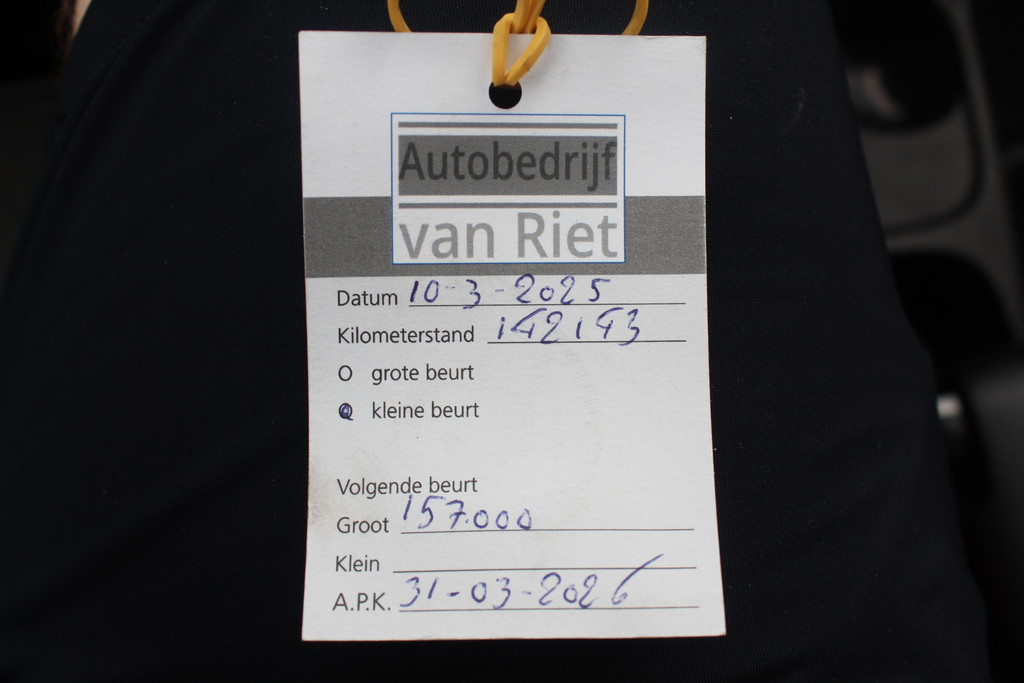 Autobedrijf
van Riet
Datum 10-3-2025
Kilometerstand 142143
O grote beurt
O kleine beurt
Volgende beurt
Groot 157.000
Klein
A.P.K. 31-03-2026